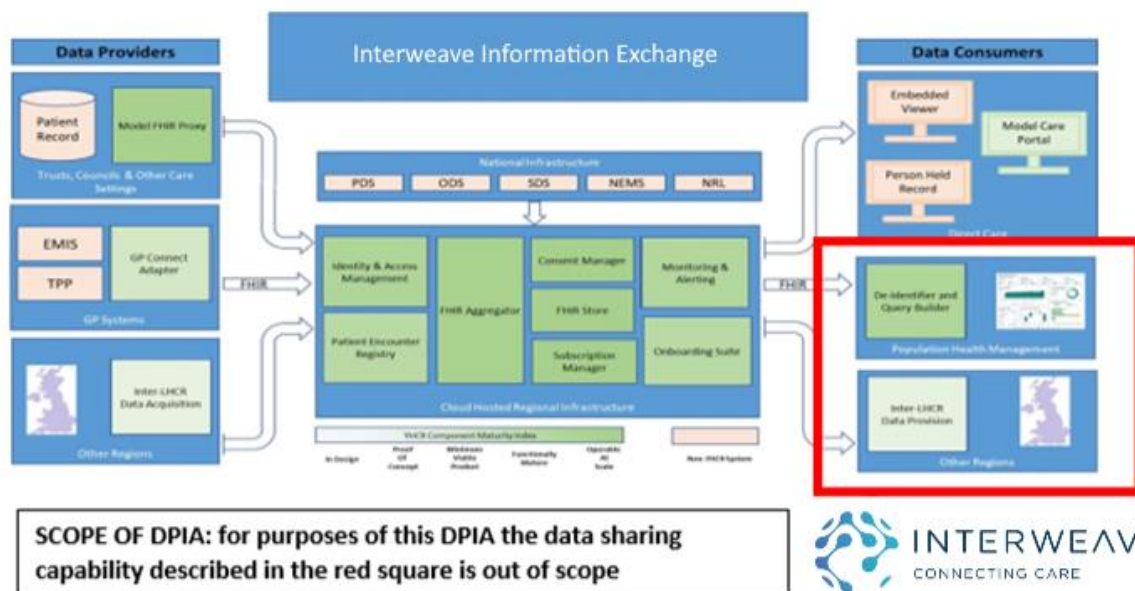 Interweave Information Exchange
Data Providers
Patient
Record
Model FHIR Proxy
Trusts, Councils & Other Care
Settings
EMIS
TPP
GP Connect
Adapter
GP Systems
Inter-LHCR
Data Acquisition
Other Regions
FHIR
National Infrastructure
PDS
ODS
SDS
NEMS
NRL
Identity & Access
Management
Patient Encounter
Registry
FHIR Aggregator
Consent Manager
FHIR Store
Subscription
Manager
Monitoring &
Alerting
Onboarding Suite
Cloud Hosted Regional Infrastructure
YHCR Component Maturity Index
In Design
Proof
Of
Concept
Minimum
Viable
Product
Functionally
Mature
Operable
At
Scale
Non-YHCR System
FHIR
Data Consumers
Embedded
Viewer
Model Care
Portal
Person Held
Record
Direct Care
De-identifier and
Query Builder
Population Health Management
Inter-LHCR
Data Provision
Other Regions
SCOPE OF DPIA: for purposes of this DPIA the data sharing
capability described in the red square is out of scope
INTERWEAV
CONNECTING CARE